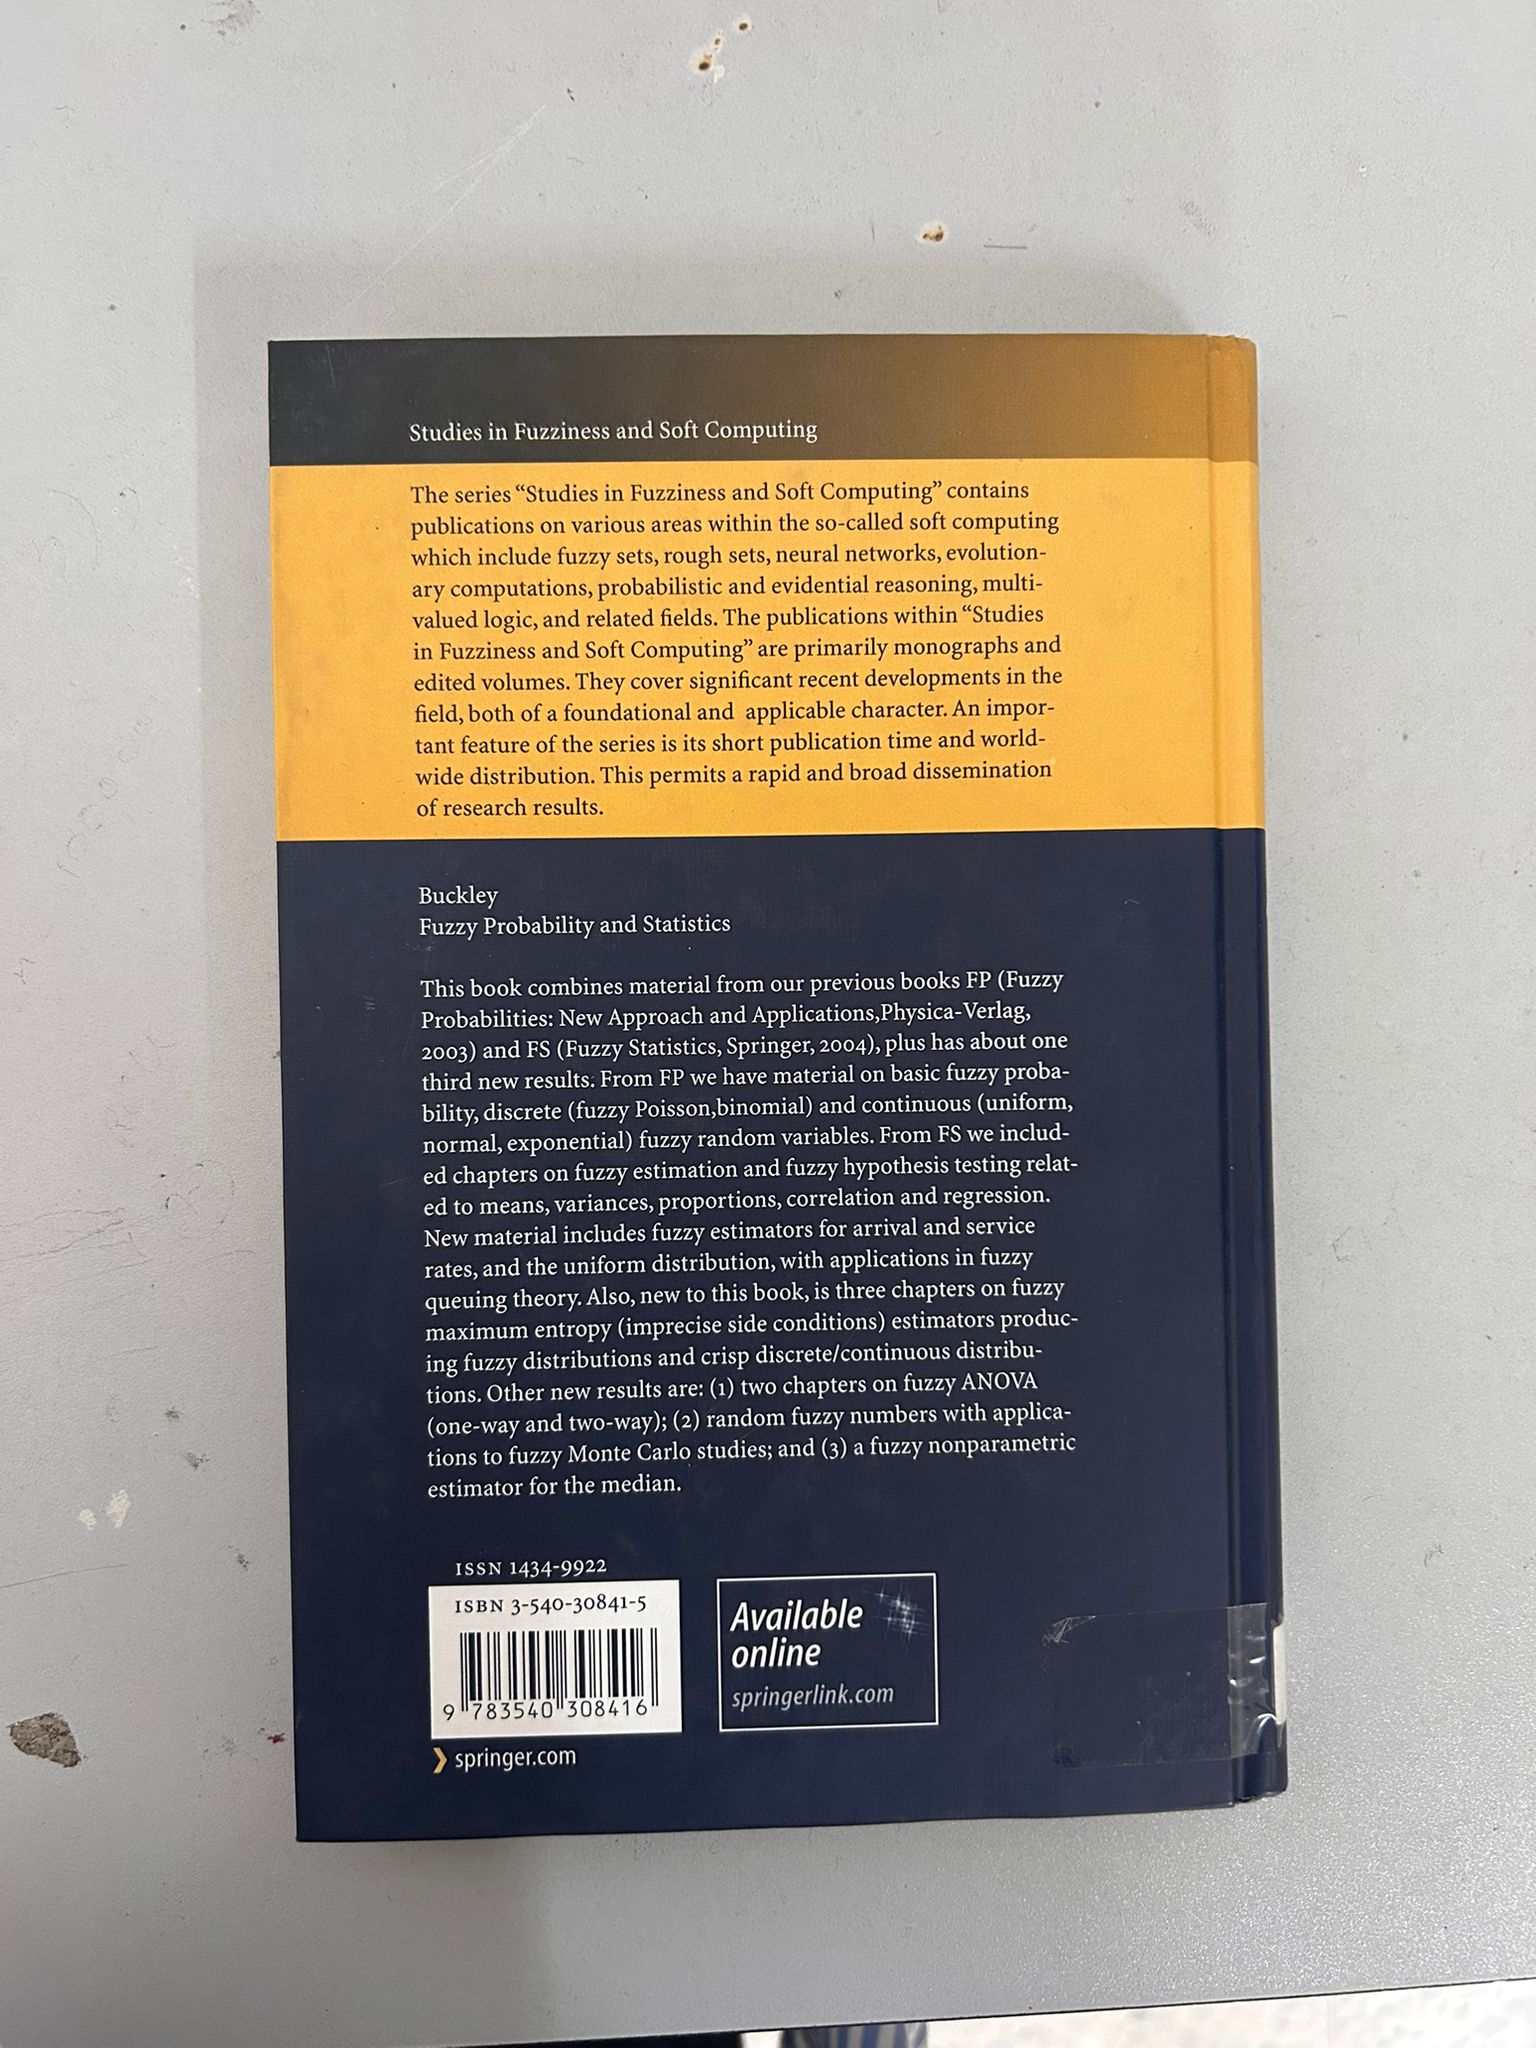 Studies in Fuzziness and Soft Computing
The series “Studies in Fuzziness and Soft Computing” contains
publications on various areas within the so-called soft computing
which include fuzzy sets, rough sets, neural networks, evolution-
ary computations, probabilistic and evidential reasoning, multi-
valued logic, and related fields. The publications within “Studies
in Fuzziness and Soft Computing” are primarily monographs and
edited volumes. They cover significant recent developments in the
field, both of a foundational and  applicable character. An impor-
tant feature of the series is its short publication time and world-
wide distribution. This permits a rapid and broad dissemination
of research results.
Buckley
Fuzzy Probability and Statistics
This book combines material from our previous books FP (Fuzzy
Probabilities: New Approach and Applications,Physica-Verlag,
2003) and FS (Fuzzy Statistics, Springer, 2004), plus has about one
third new results. From FP we have material on basic fuzzy proba-
bility, discrete (fuzzy Poisson,binomial) and continuous (uniform,
normal, exponential) fuzzy random variables. From FS we includ-
ed chapters on fuzzy estimation and fuzzy hypothesis testing relat-
ed to means, variances, proportions, correlation and regression.
New material includes fuzzy estimators for arrival and service
rates, and the uniform distribution, with applications in fuzzy
queuing theory. Also, new to this book, is three chapters on fuzzy
maximum entropy (imprecise side conditions) estimators produc-
ing fuzzy distributions and crisp discrete/continuous distribu-
tions. Other new results are: (1) two chapters on fuzzy ANOVA
(one-way and two-way); (2) random fuzzy numbers with applica-
tions to fuzzy Monte Carlo studies; and (3) a fuzzy nonparametric
estimator for the median.
ISSN 1434-9922
ISBN 3-540-30841-5
9 783540 308416
Available
online
springerlink.com
springer.com